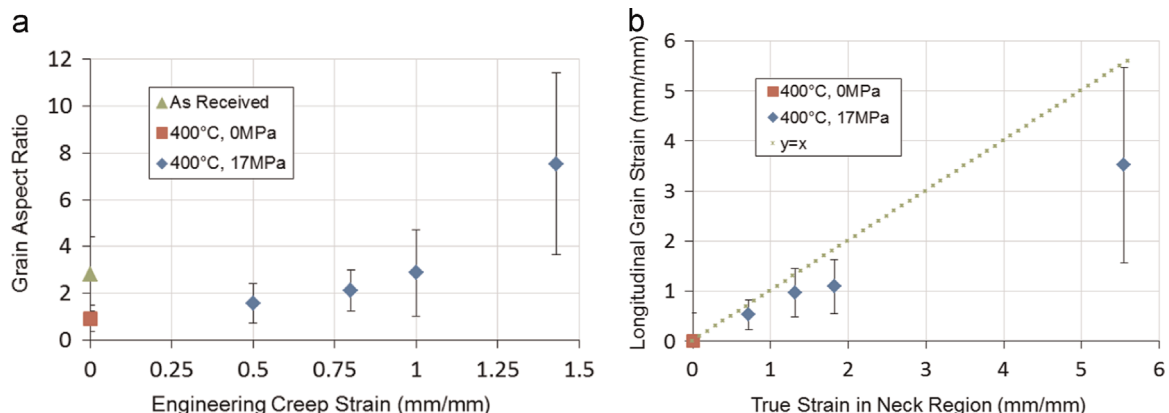 a
12
10
8
6
4
2
0
Grain Aspect Ratio
As Received
400°C, 0MPa
400°C, 17MPa
0
0.25
0.5
0.75
1
1.25
1.5
Engineering Creep Strain (mm/mm)
b
6
5
4
3
2
1
0
Longitudinal Grain Strain (mm/mm)
400°C, 0MPa
400°C, 17MPa
y=x
0
1
2
3
4
5
6
True Strain in Neck Region (mm/mm)